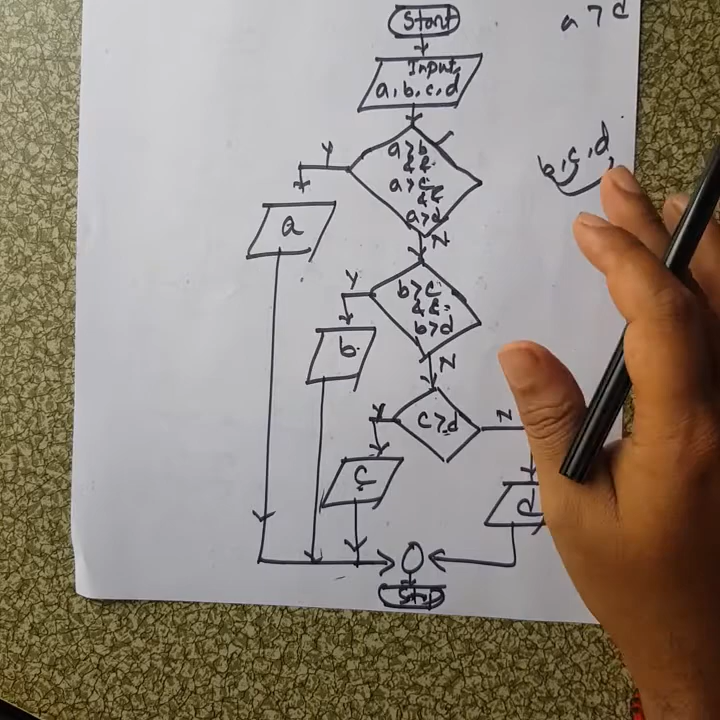 Start
a > d
Input
a, b, c, d
a > b
&&
a > c
&&
a > d
Y
N
b, c, d
a
b > c
&&
b > d
Y
N
b
c > d
Y
N
c
d
Stop